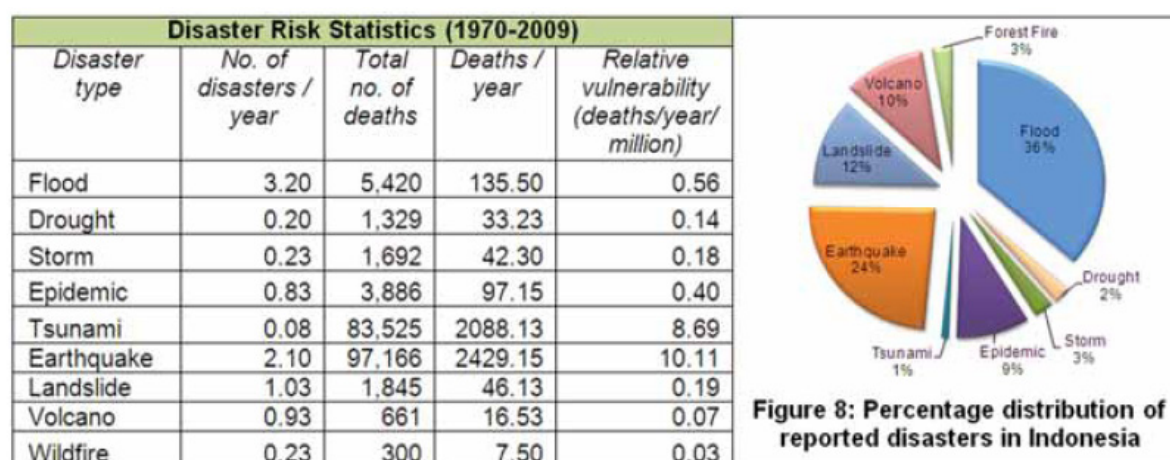 Disaster Risk Statistics (1970-2009)
Disaster type No. of disasters / year Total no. of deaths Deaths / year Relative vulnerability (deaths/year/ million)
Flood 3.20 5,420 135.50 0.56
Drought 0.20 1,329 33.23 0.14
Storm 0.23 1,692 42.30 0.18
Epidemic 0.83 3,886 97.15 0.40
Tsunami 0.08 83,525 2088.13 8.69
Earthquake 2.10 97,166 2429.15 10.11
Landslide 1.03 1,845 46.13 0.19
Volcano 0.93 661 16.53 0.07
Wildfire 0.23 300 7.50 0.03
Forest Fire
3%
Volcano
10%
Flood
36%
Landslide
12%
Earthquake
24%
Drought
2%
Storm
3%
Tsunami
1%
Epidemic
9%
Figure 8: Percentage distribution of
reported disasters in Indonesia